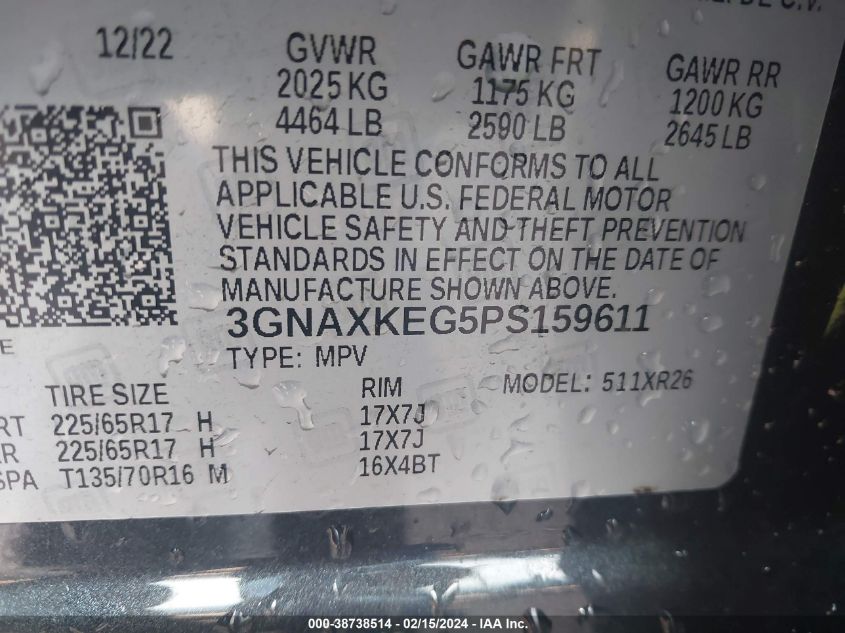 DE C.V.
12/22 GVWR GAWR FRT GAWR RR
2025 KG 1175 KG 1200 KG
4464 LB 2590 LB 2645 LB
THIS VEHICLE CONFORMS TO ALL
APPLICABLE U.S. FEDERAL MOTOR
VEHICLE SAFETY AND THEFT PREVENTION
STANDARDS IN EFFECT ON THE DATE OF
MANUFACTURE SHOWN ABOVE.
3GNAXKEG5PS159611
TYPE: MPV MODEL: 511XR26
TIRE SIZE RIM
RT 225/65R17 H 17X7J
R 225/65R17 H 17X7J
SPA T135/70R16 M 16X4BT
000-38738514 - 02/15/2024 - IAA Inc.